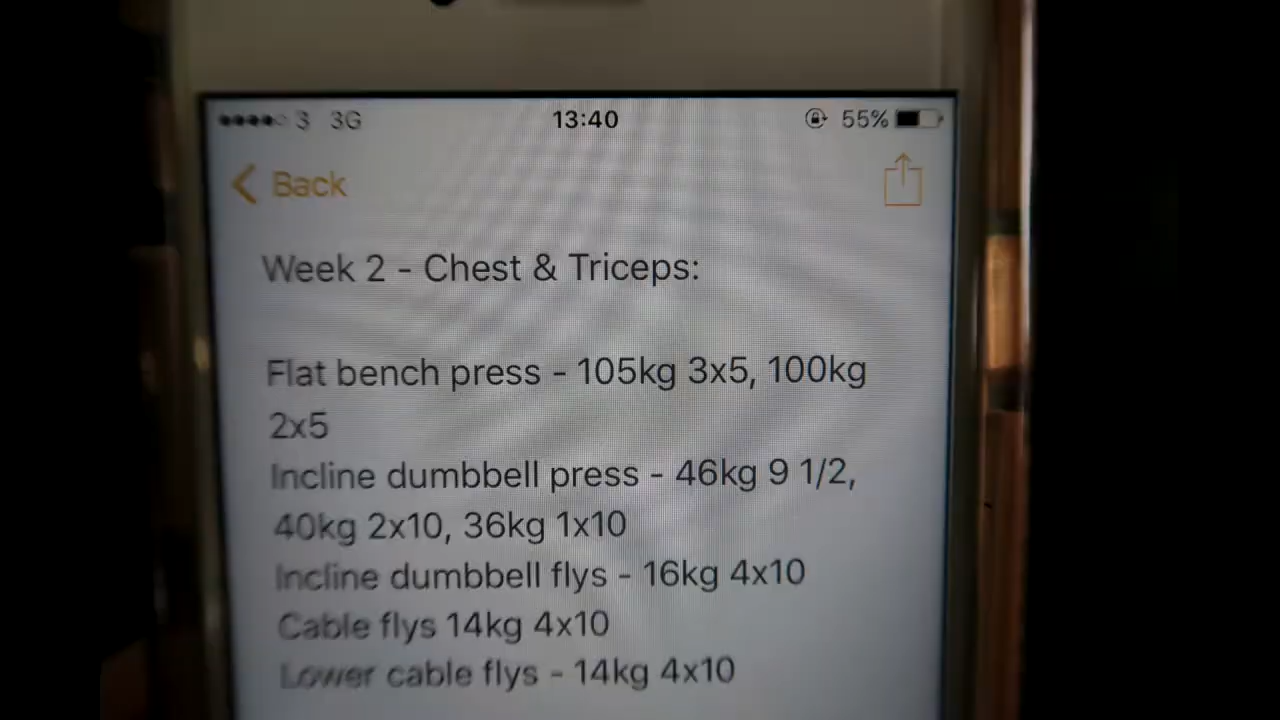 3 3G 13:40 55%
Back
Week 2 - Chest & Triceps:
Flat bench press - 105kg 3x5, 100kg
2x5
Incline dumbbell press - 46kg 9 1/2,
40kg 2x10, 36kg 1x10
Incline dumbbell flys - 16kg 4x10
Cable flys 14kg 4x10
Lower cable flys - 14kg 4x10